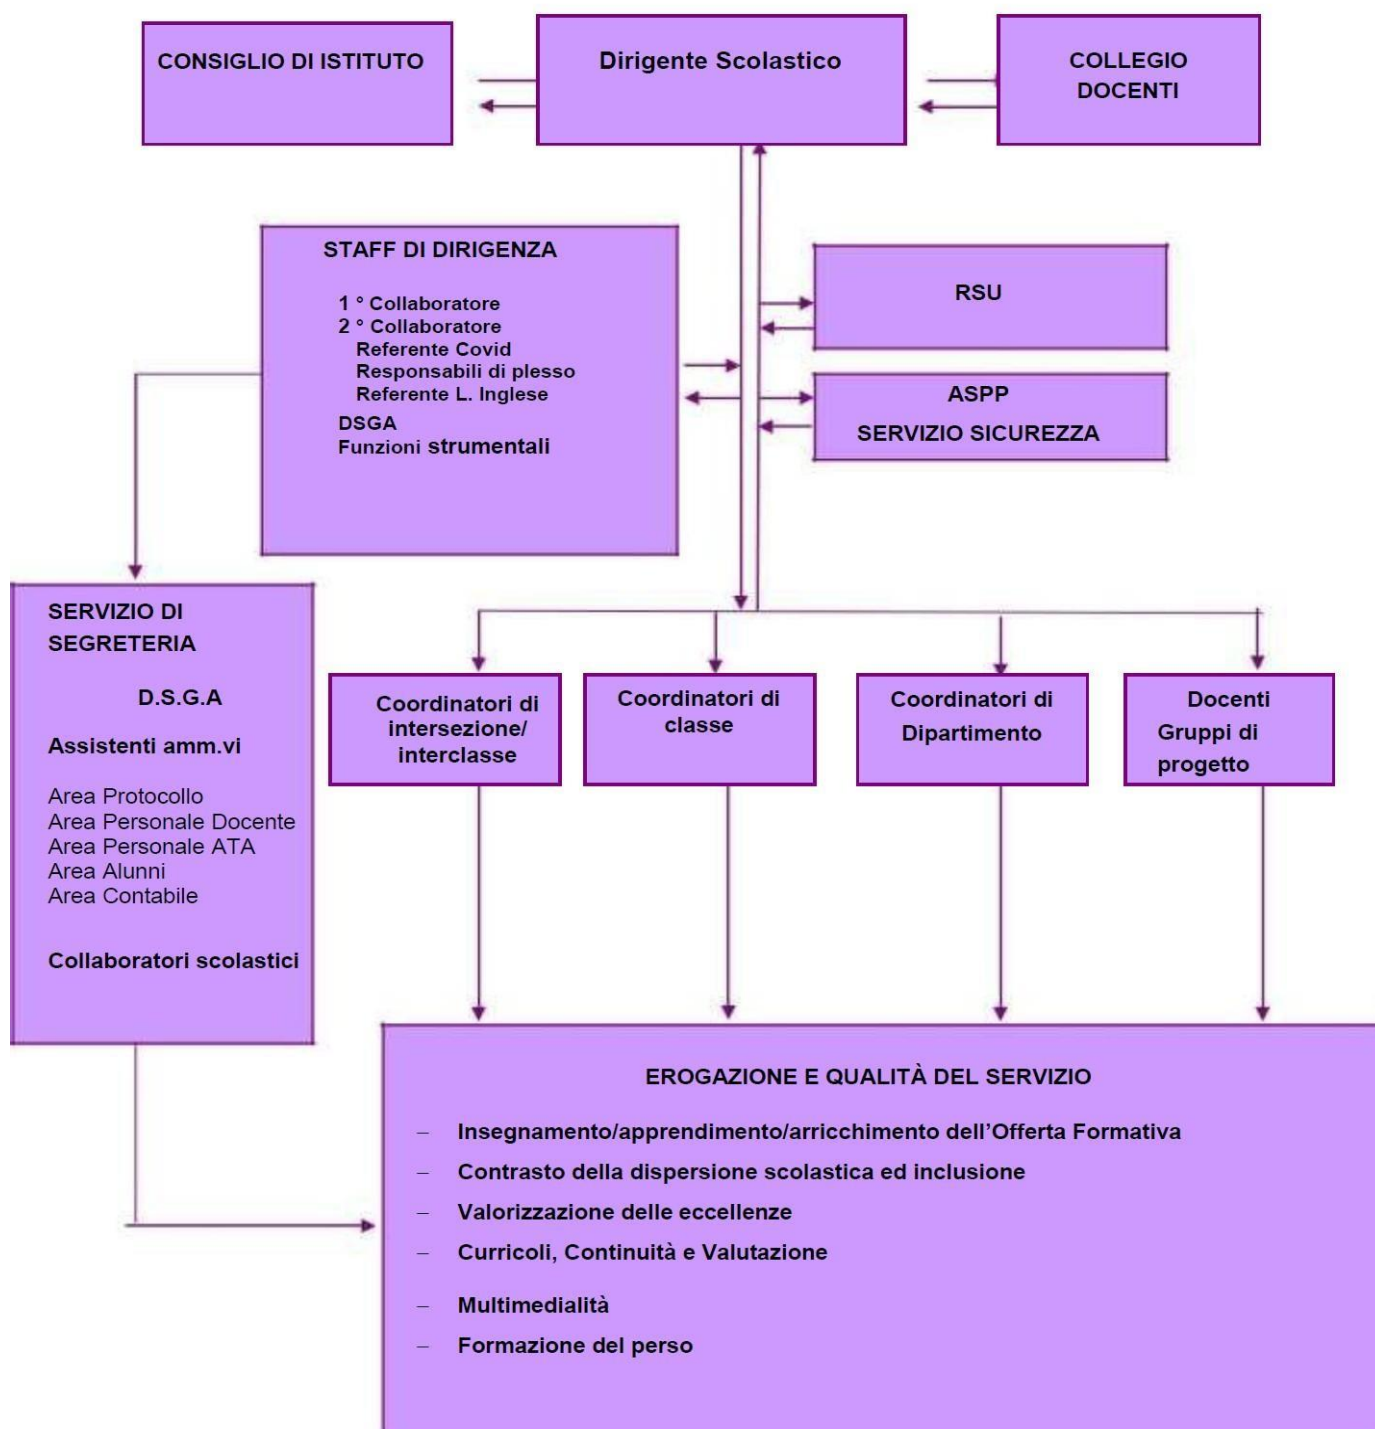 CONSIGLIO DI ISTITUTO
Dirigente Scolastico
COLLEGIO
DOCENTI
STAFF DI DIRIGENZA
1 ° Collaboratore
2 ° Collaboratore
Referente Covid
Responsabili di plesso
Referente L. Inglese
DSGA
Funzioni strumentali
RSU
ASPP
SERVIZIO SICUREZZA
SERVIZIO DI
SEGRETERIA
D.S.G.A
Assistenti amm.vi
Area Protocollo
Area Personale Docente
Area Personale ATA
Area Alunni
Area Contabile
Collaboratori scolastici
Coordinatori di
intersezione/
interclasse
Coordinatori di
classe
Coordinatori di
Dipartimento
Docenti
Gruppi di
progetto
EROGAZIONE E QUALITÀ DEL SERVIZIO
– Insegnamento/apprendimento/arricchimento dell’Offerta Formativa
– Contrasto della dispersione scolastica ed inclusione
– Valorizzazione delle eccellenze
– Curricoli, Continuità e Valutazione
– Multimedialità
– Formazione del perso